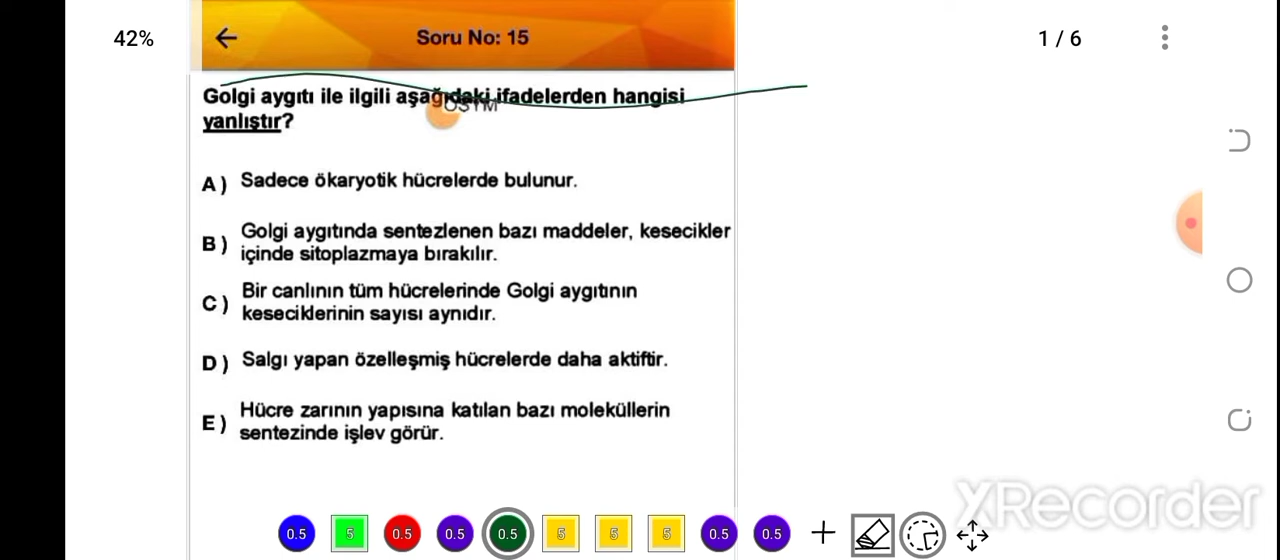 42%
Soru No: 15
1 / 6
Golgi aygıtı ile ilgili aşağıdaki ifadelerden hangisi
ÖSYM
yanlıştır?
A) Sadece ökaryotik hücrelerde bulunur.
B) Golgi aygıtında sentezlenen bazı maddeler, kesecikler
içinde sitoplazmaya bırakılır.
C) Bir canlının tüm hücrelerinde Golgi aygıtının
keseciklerinin sayısı aynıdır.
D) Salgı yapan özelleşmiş hücrelerde daha aktiftir.
E) Hücre zarının yapısına katılan bazı moleküllerin
sentezinde işlev görür.
XRecorder
0.5 5 0.5 0.5 0.5 5 5 5 0.5 0.5